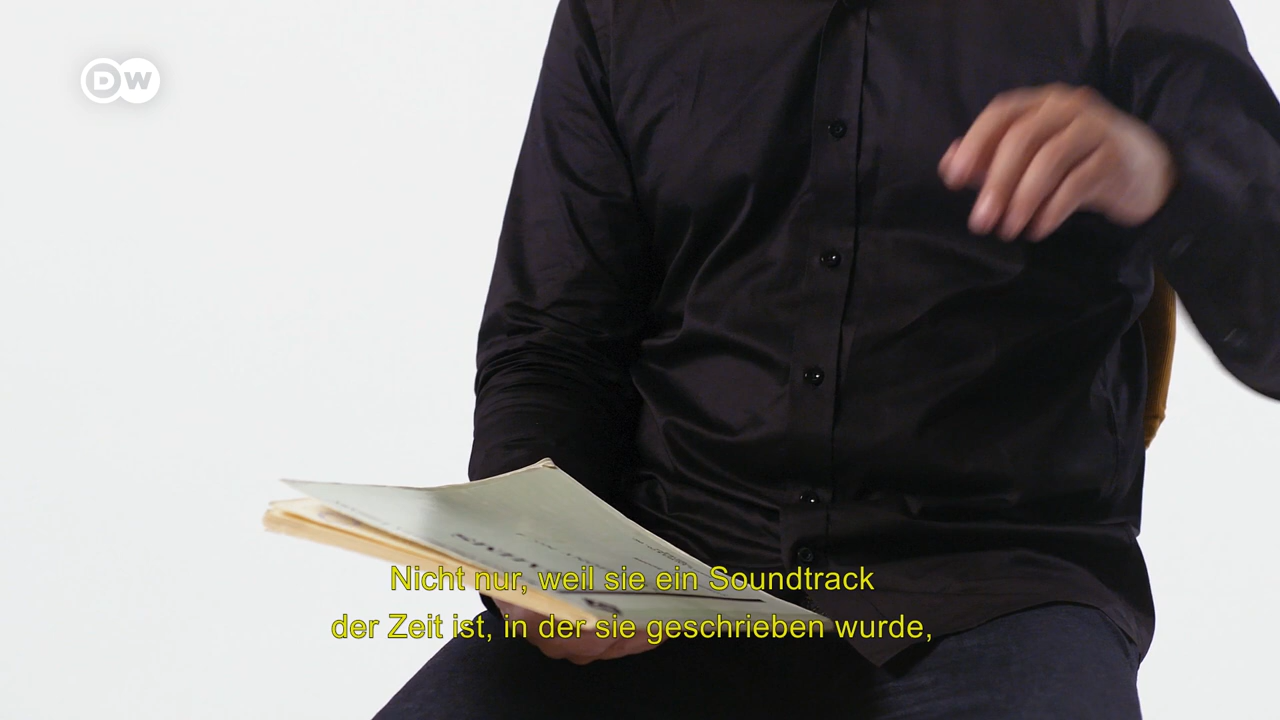 DW
Nicht nur, weil sie ein Soundtrack
der Zeit ist, in der sie geschrieben wurde,